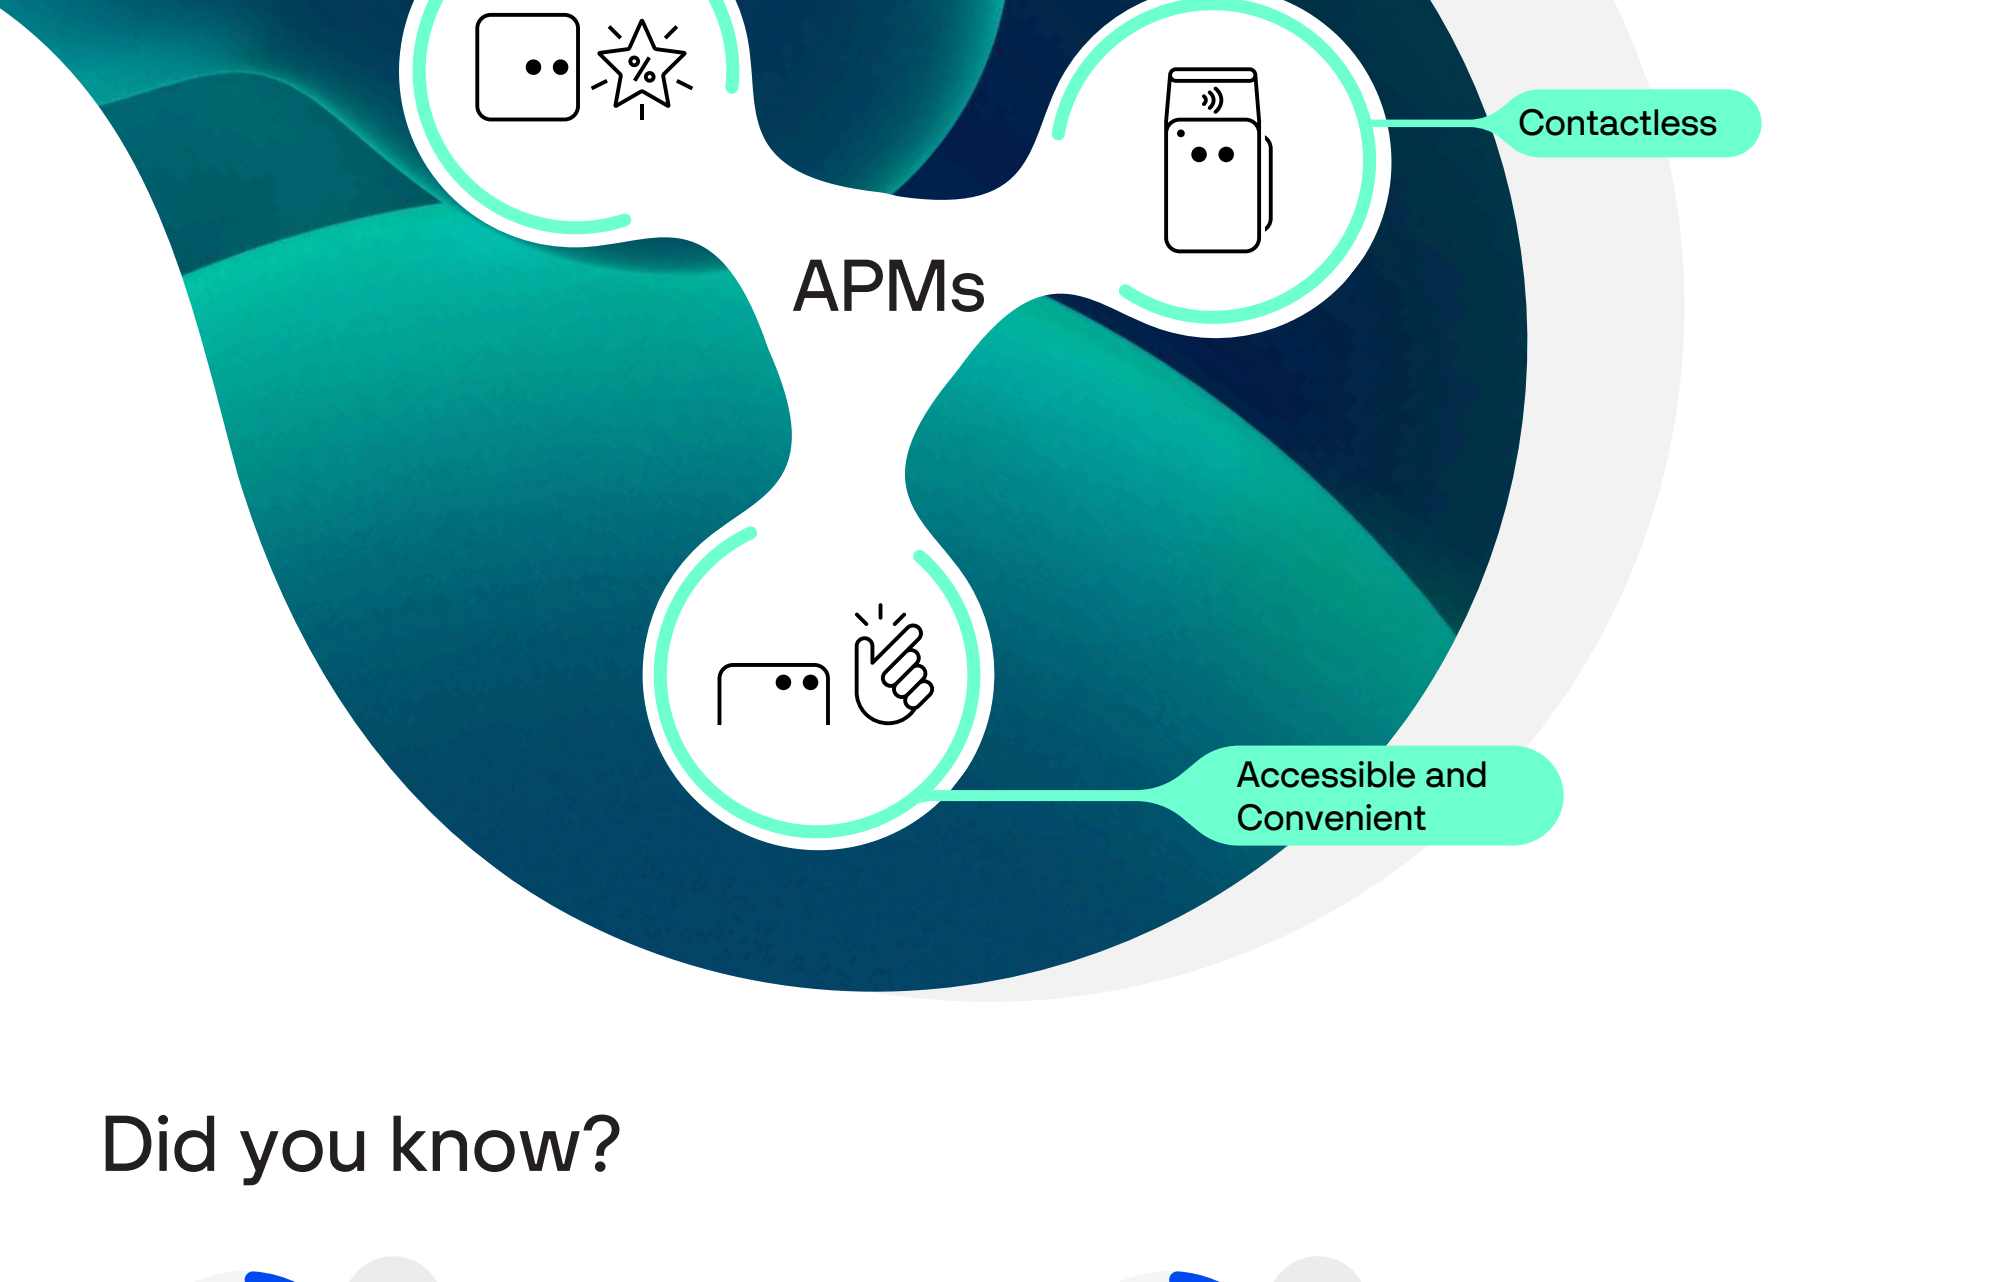 Contactless
APMs
Accessible and
Convenient
Did you know?